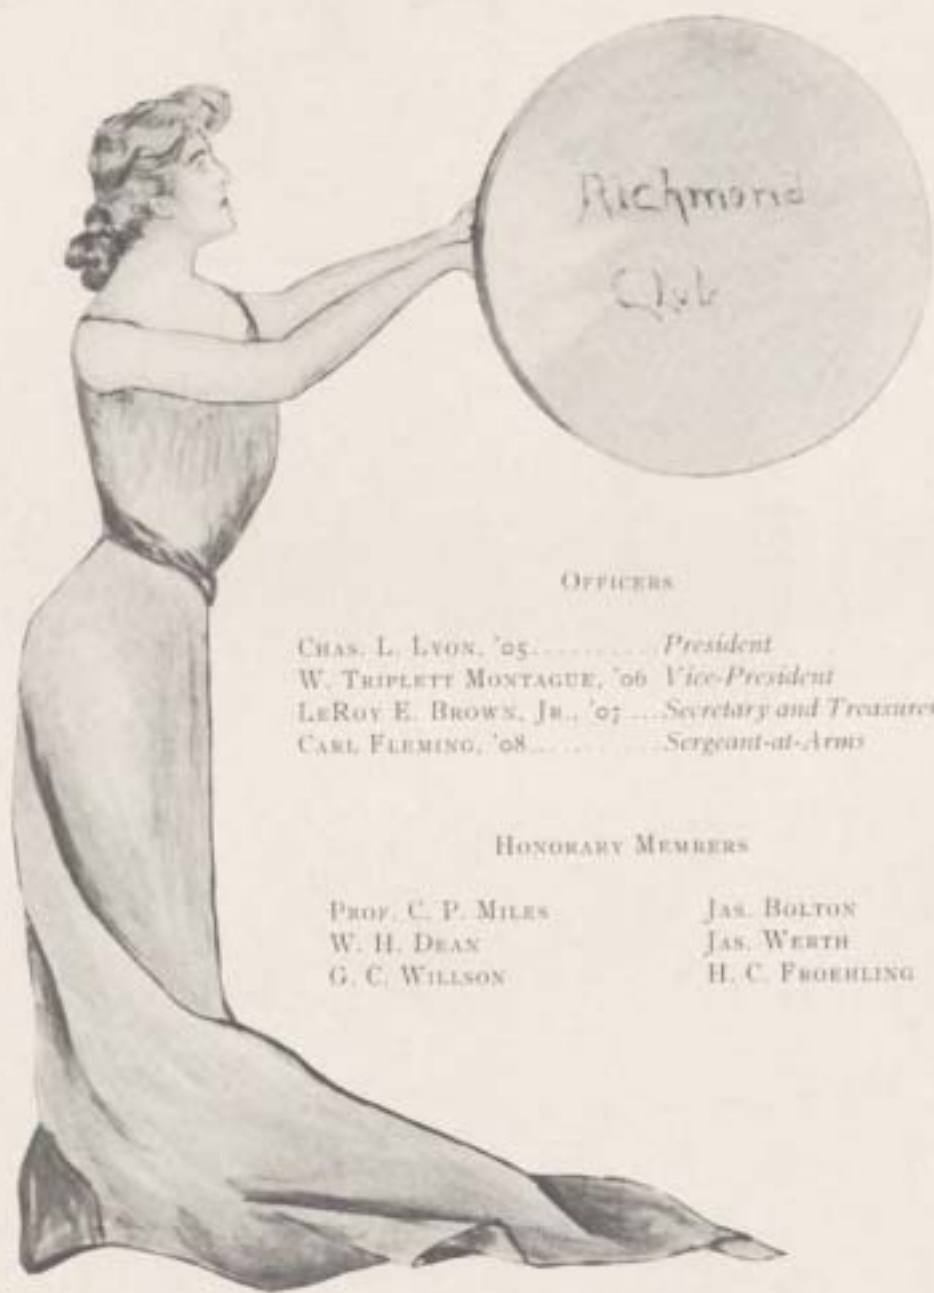 Richmond
Club
OFFICERS
CHAS. L. LYON, '05.......... President
W. TRIPLETT MONTAGUE, '06 Vice-President
LEROY E. BROWN, JR., '07.... Secretary and Treasurer
CARL FLEMING, '08........... Sergeant-at-Arms
HONORARY MEMBERS
PROF. C. P. MILES JAS. BOLTON
W. H. DEAN JAS. WERTH
G. C. WILLSON H. C. FROEHLING